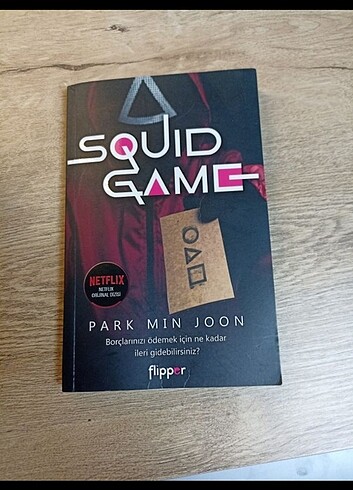 SQUID
GAME
NETFLIX
NETFLIX
ORİJİNAL DİZİSİ
PARK MIN JOON
Borçlarınızı ödemek için ne kadar
ileri gidebilirsiniz?
flipper